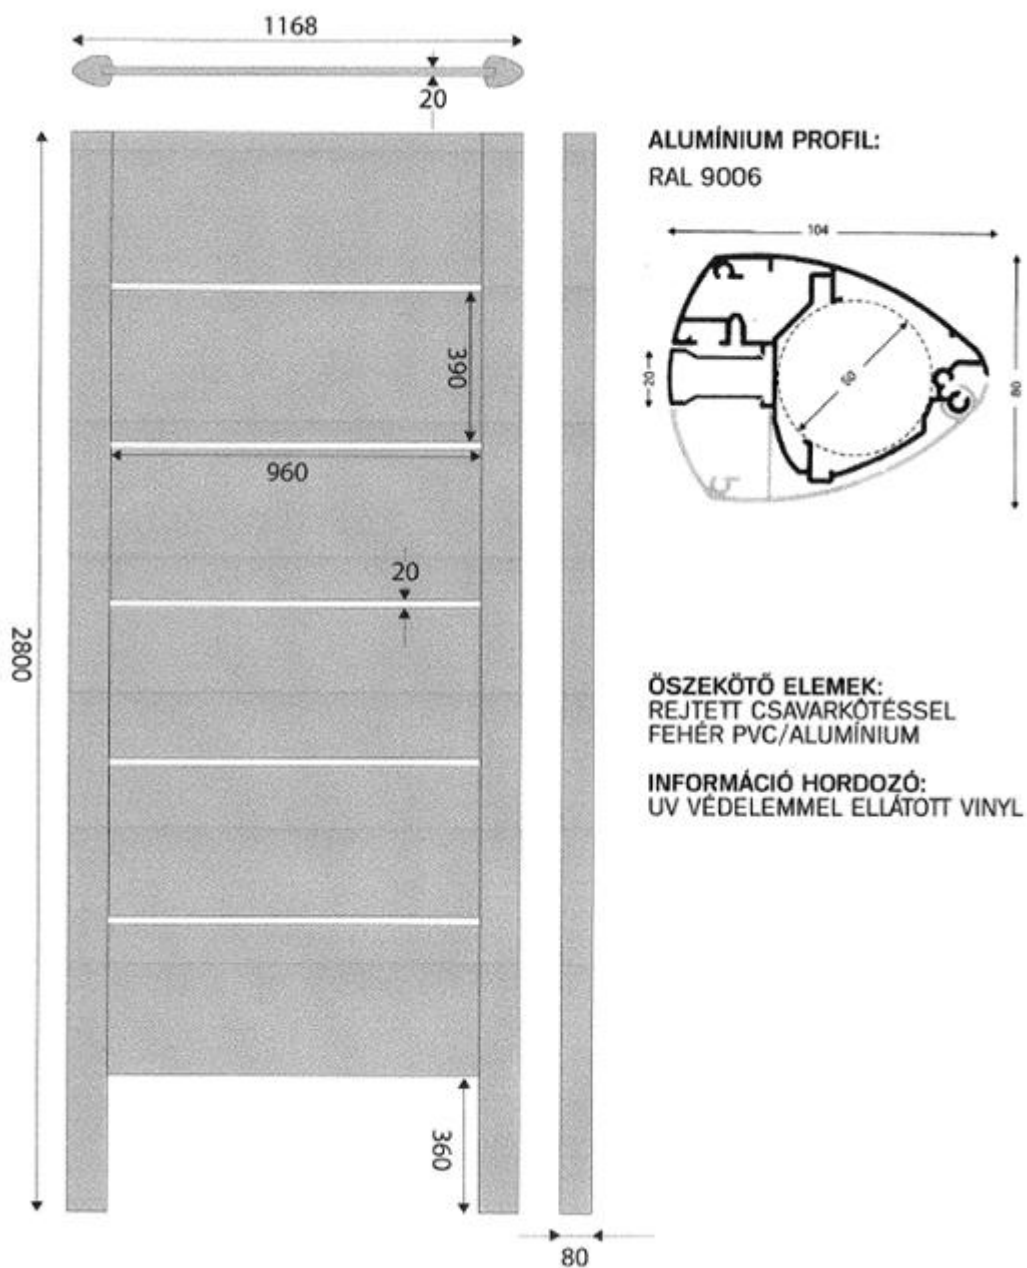 1168
20
ALUMÍNIUM PROFIL:
RAL 9006
104
390
20
60
80
960
20
2800
ÖSZEKÖTŐ ELEMEK:
REJTETT CSAVARKÖTÉSSEL
FEHÉR PVC/ALUMÍNIUM
INFORMÁCIÓ HORDOZÓ:
UV VÉDELEMMEL ELLÁTOTT VINYL
360
80